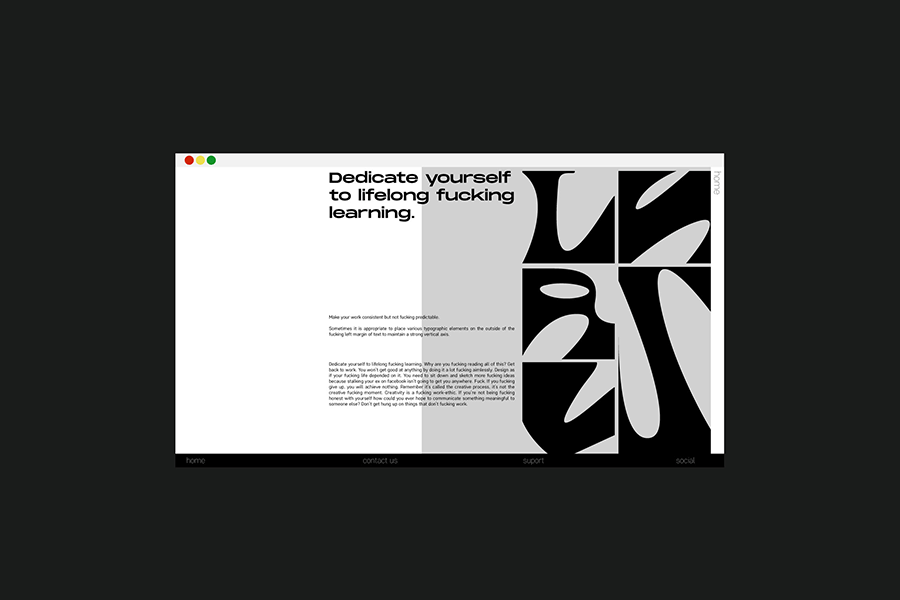 Dedicate yourself
to lifelong fucking
learning.
home
Make your work consistent but not fucking predictable.
Sometimes it is appropriate to place various typographic elements on the outside of the
fucking left margin of text to maintain a strong vertical axis.
Dedicate yourself to lifelong fucking learning. Why are you fucking reading all of this? Get
back to work. You won't get good at anything by doing it a lot fucking aimlessly. Design as
if your fucking life depended on it. You need to sit down and sketch more fucking ideas
because stalking your ex on facebook isn't going to get you anywhere. Fuck. If you fucking
give up, you will achieve nothing. Remember it's called the creative process, it's not the
creative fucking moment. Creativity is a fucking work-ethic. If you're not being fucking
honest with yourself how could you ever hope to communicate something meaningful to
someone else? Don't get hung up on things that don't fucking work.
home contact us suport social